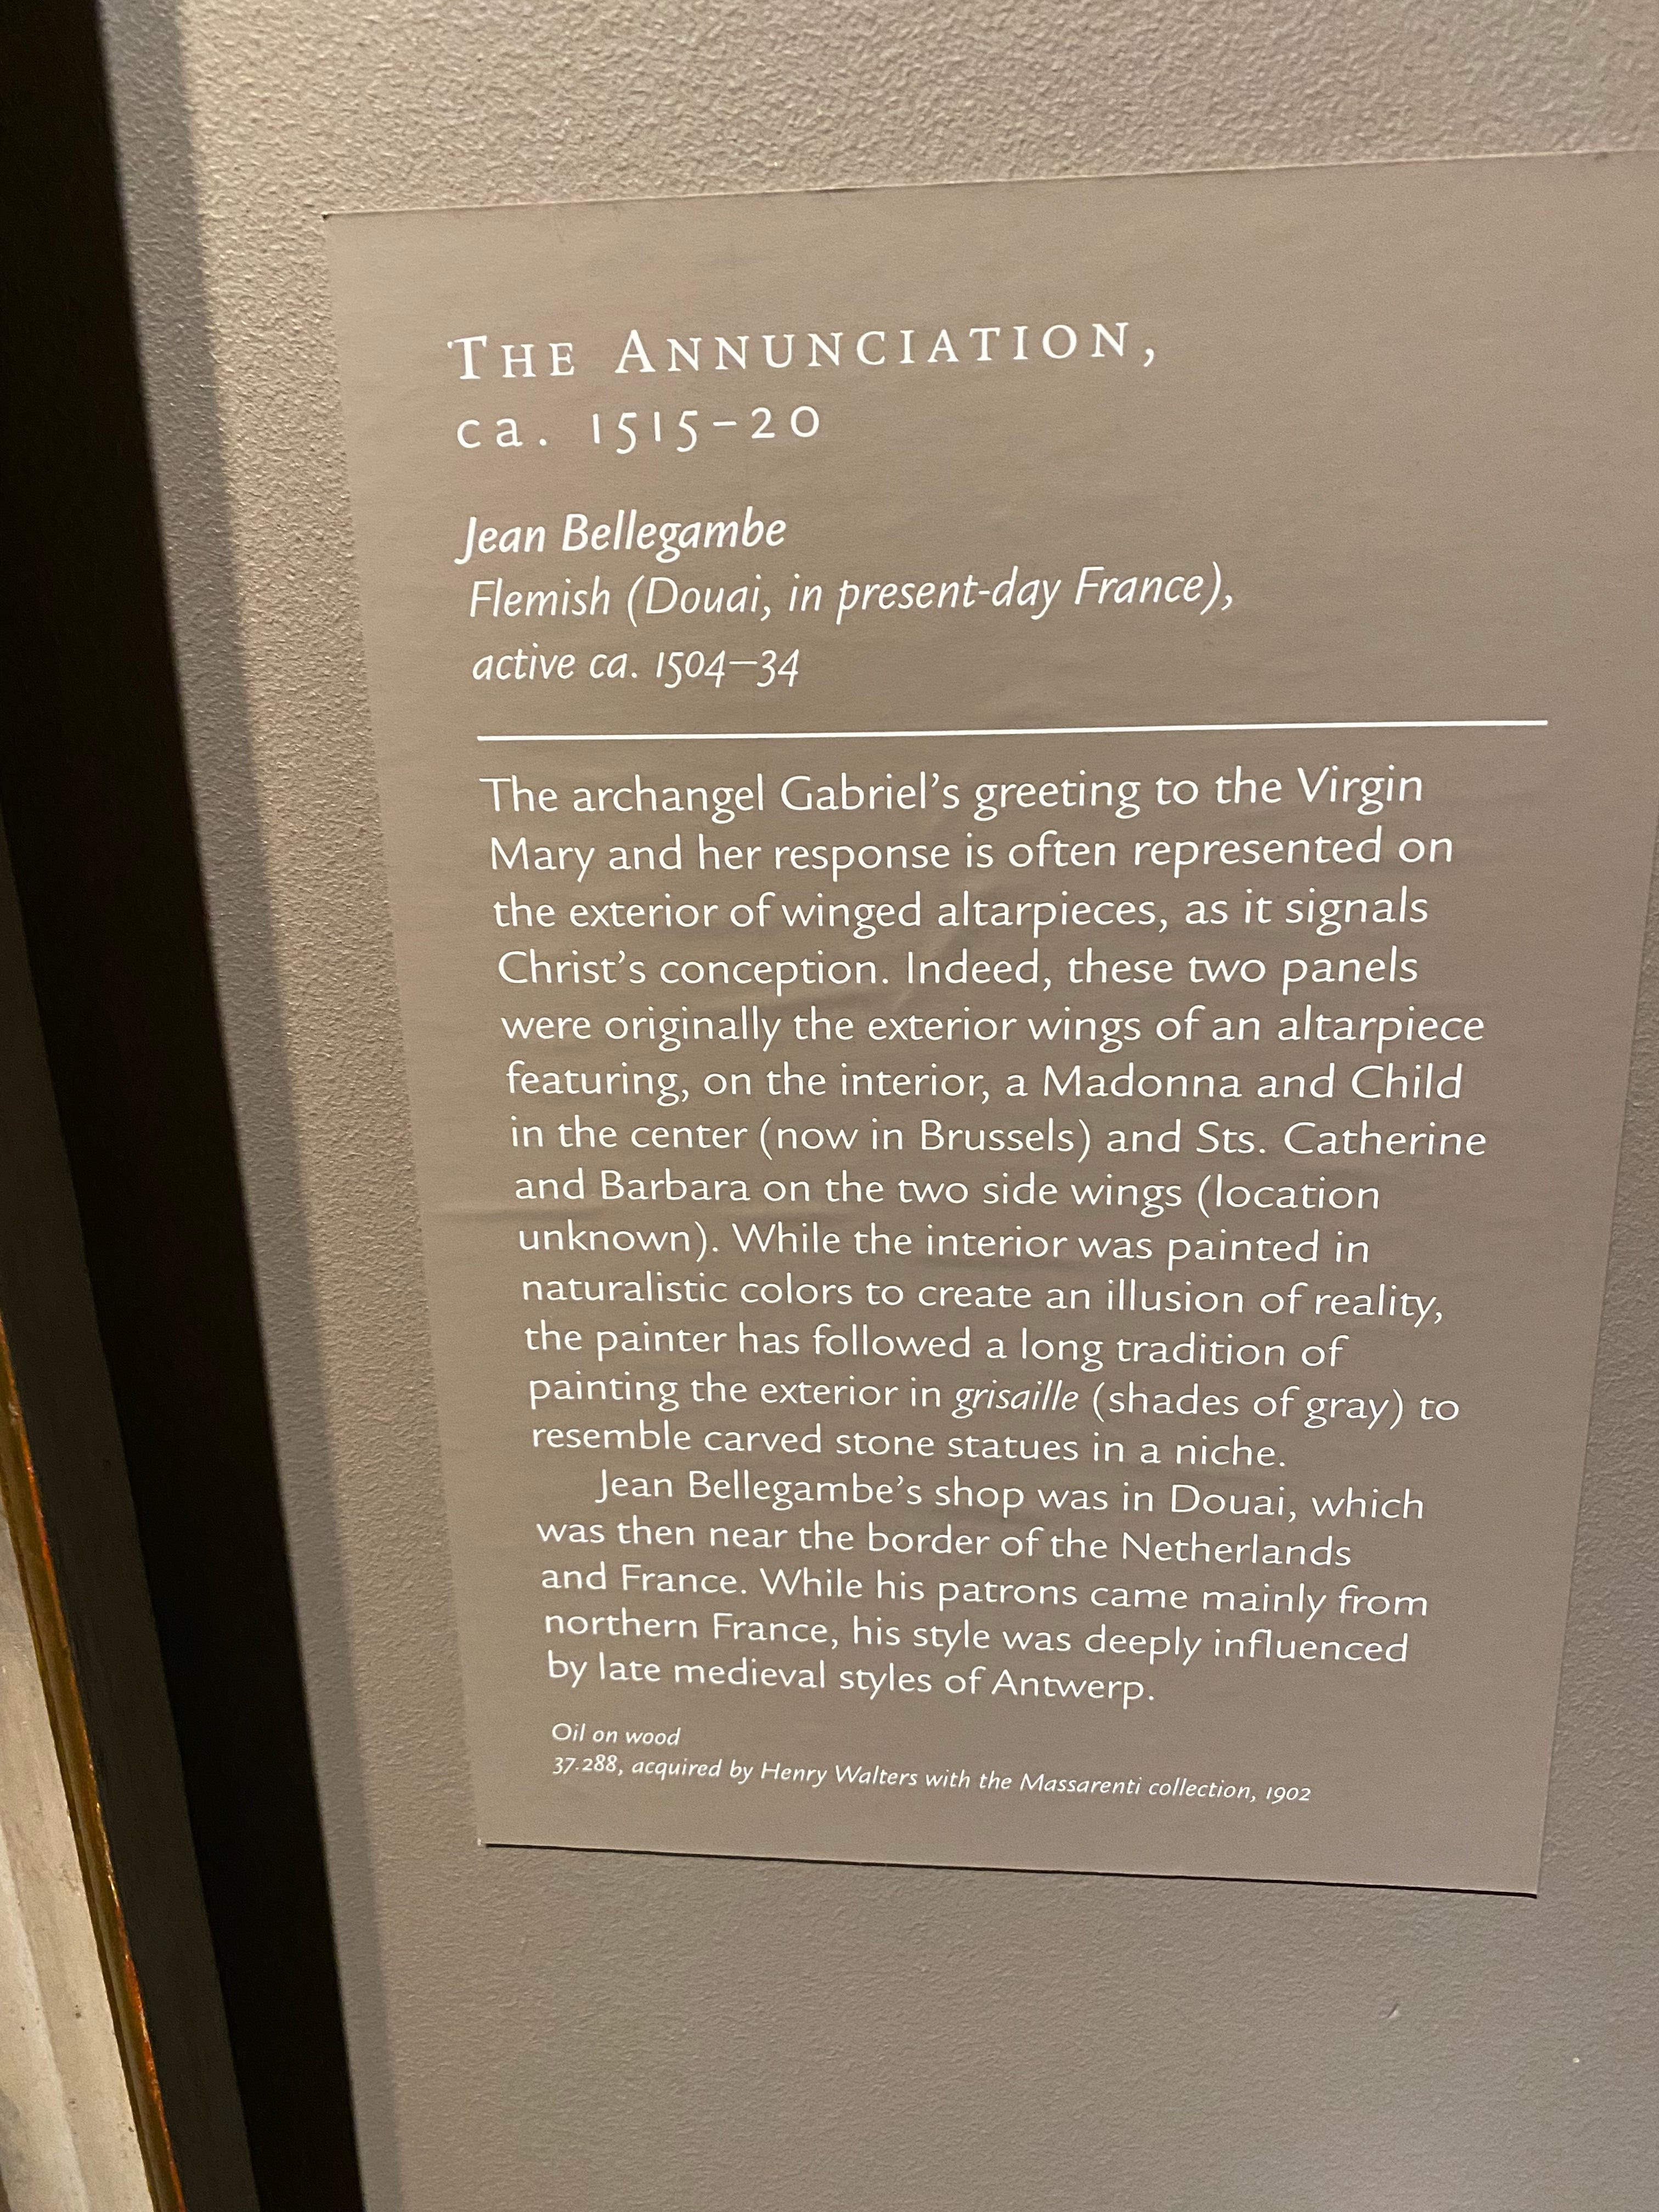 The Annunciation,
ca. 1515–20
Jean Bellegambe
Flemish (Douai, in present-day France),
active ca. 1504–34
The archangel Gabriel’s greeting to the Virgin
Mary and her response is often represented on
the exterior of winged altarpieces, as it signals
Christ’s conception. Indeed, these two panels
were originally the exterior wings of an altarpiece
featuring, on the interior, a Madonna and Child
in the center (now in Brussels) and Sts. Catherine
and Barbara on the two side wings (location
unknown). While the interior was painted in
naturalistic colors to create an illusion of reality,
the painter has followed a long tradition of
painting the exterior in grisaille (shades of gray) to
resemble carved stone statues in a niche.
Jean Bellegambe’s shop was in Douai, which
was then near the border of the Netherlands
and France. While his patrons came mainly from
northern France, his style was deeply influenced
by late medieval styles of Antwerp.
Oil on wood
37.288, acquired by Henry Walters with the Massarenti collection, 1902